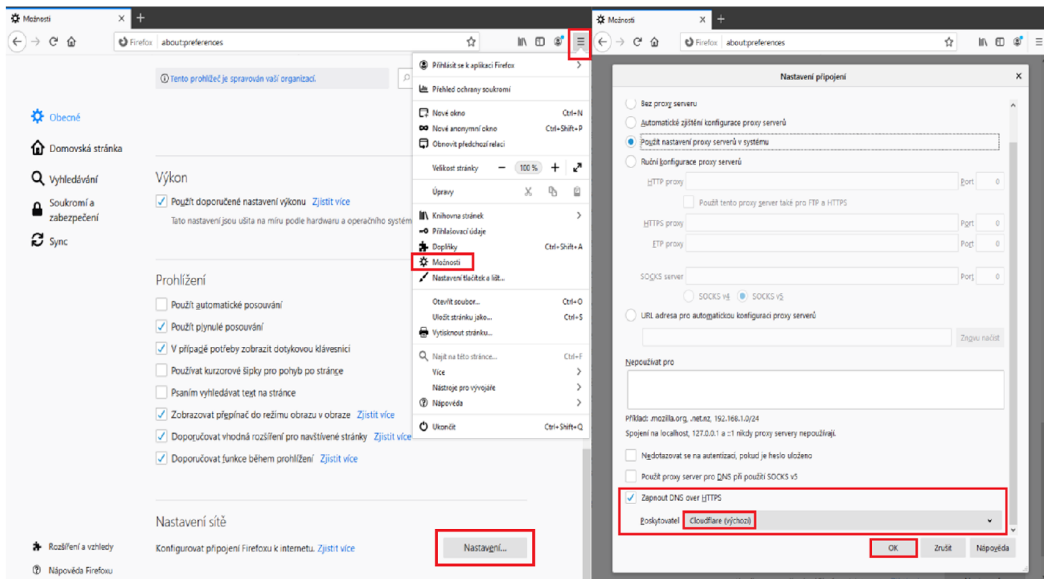 Možnosti
Firefox about:preferences
Tento prohlížeč je spravován vaší organizací.
Obecné
Domovská stránka
Vyhledávání
Soukromí a
zabezpečení
Sync
Rozšíření a vzhledy
Nápověda Firefoxu
Výkon
Použít doporučené nastavení výkonu Zjistit více
Tato nastavení jsou ušita na míru podle hardwaru a operačního systém
Prohlížení
Použít automatické posouvání
Použít plynulé posouvání
V případě potřeby zobrazit dotykovou klávesnici
Používat kurzorové šipky pro pohyb po stránce
Psaním vyhledávat text na stránce
Zobrazovat přepínač do režimu obrazu v obraze Zjistit více
Doporučovat vhodná rozšíření pro navštívené stránky Zjistit více
Doporučovat funkce během prohlížení Zjistit více
Nastavení sítě
Konfigurovat připojení Firefoxu k internetu. Zjistit více
Nastavení...
Přihlásit se k aplikaci Firefox
Přehled ochrany soukromí
Nové okno Ctrl+N
Nové anonymní okno Ctrl+Shift+P
Obnovit předchozí relaci
Velikost stránky 100 %
Úpravy
Knihovna stránek
Přihlašovací údaje
Doplňky Ctrl+Shift+A
Možnosti
Nastavení tlačítek a lišt...
Otevřít soubor... Ctrl+O
Uložit stránku jako... Ctrl+S
Vytisknout stránku...
Najít na této stránce... Ctrl+F
Více
Nástroje pro vývojáře
Nápověda
Ukončit Ctrl+Shift+Q
Možnosti
Firefox about:preferences
Nastavení připojení
Bez proxy serveru
Automatické zjištění konfigurace proxy serverů
Použít nastavení proxy serverů v systému
Ruční konfigurace proxy serverů
HTTP proxy Port 0
Použít tento proxy server také pro FTP a HTTPS
HTTPS proxy Port 0
FTP proxy Port 0
SOCKS server Port 0
SOCKS v4 SOCKS v5
URL adresa pro automatickou konfiguraci proxy serverů
Znovu načíst
Nepoužívat pro
Příklad: .mozilla.org, .net.nz, 192.168.1.0/24
Spojení na localhost, 127.0.0.1 a ::1 nikdy proxy servery nepoužívají.
Nedotazovat se na autentizaci, pokud je heslo uloženo
Použít proxy server pro DNS při použití SOCKS v5
Zapnout DNS over HTTPS
Poskytovatel Cloudflare (výchozí)
OK Zrušit Nápověda